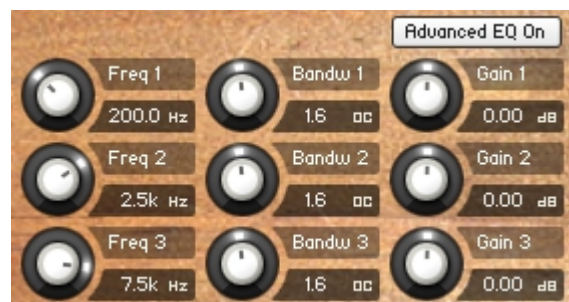 Advanced EQ On
Freq 1 Bandw 1 Gain 1
200.0 Hz 1.6 OC 0.00 dB
Freq 2 Bandw 2 Gain 2
2.5k Hz 1.6 OC 0.00 dB
Freq 3 Bandw 3 Gain 3
7.5k Hz 1.6 OC 0.00 dB